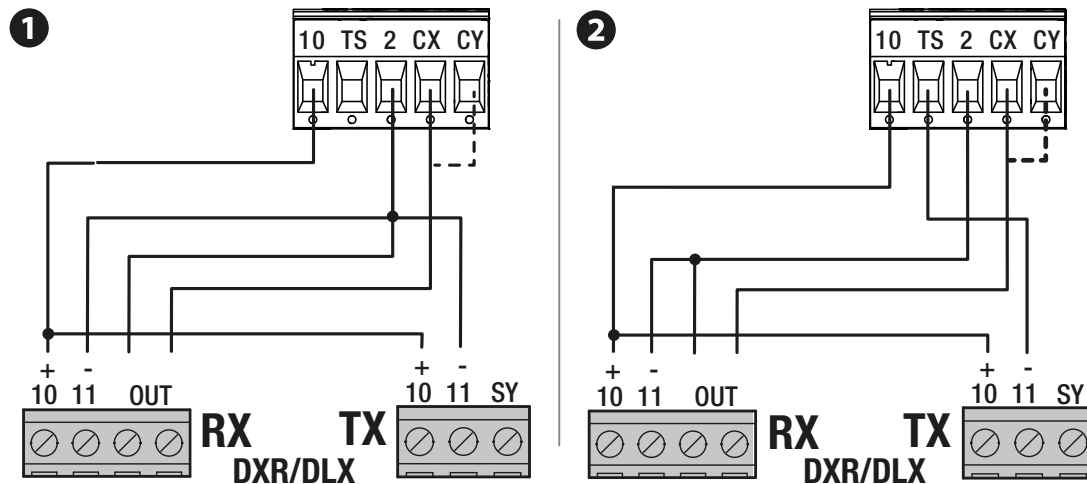 1
10 TS 2 CX CY
+ - + -
10 11 OUT 10 11 SY
RX TX
DXR/DLX
2
10 TS 2 CX CY
+ - + -
10 11 OUT 10 11 SY
RX TX
DXR/DLX